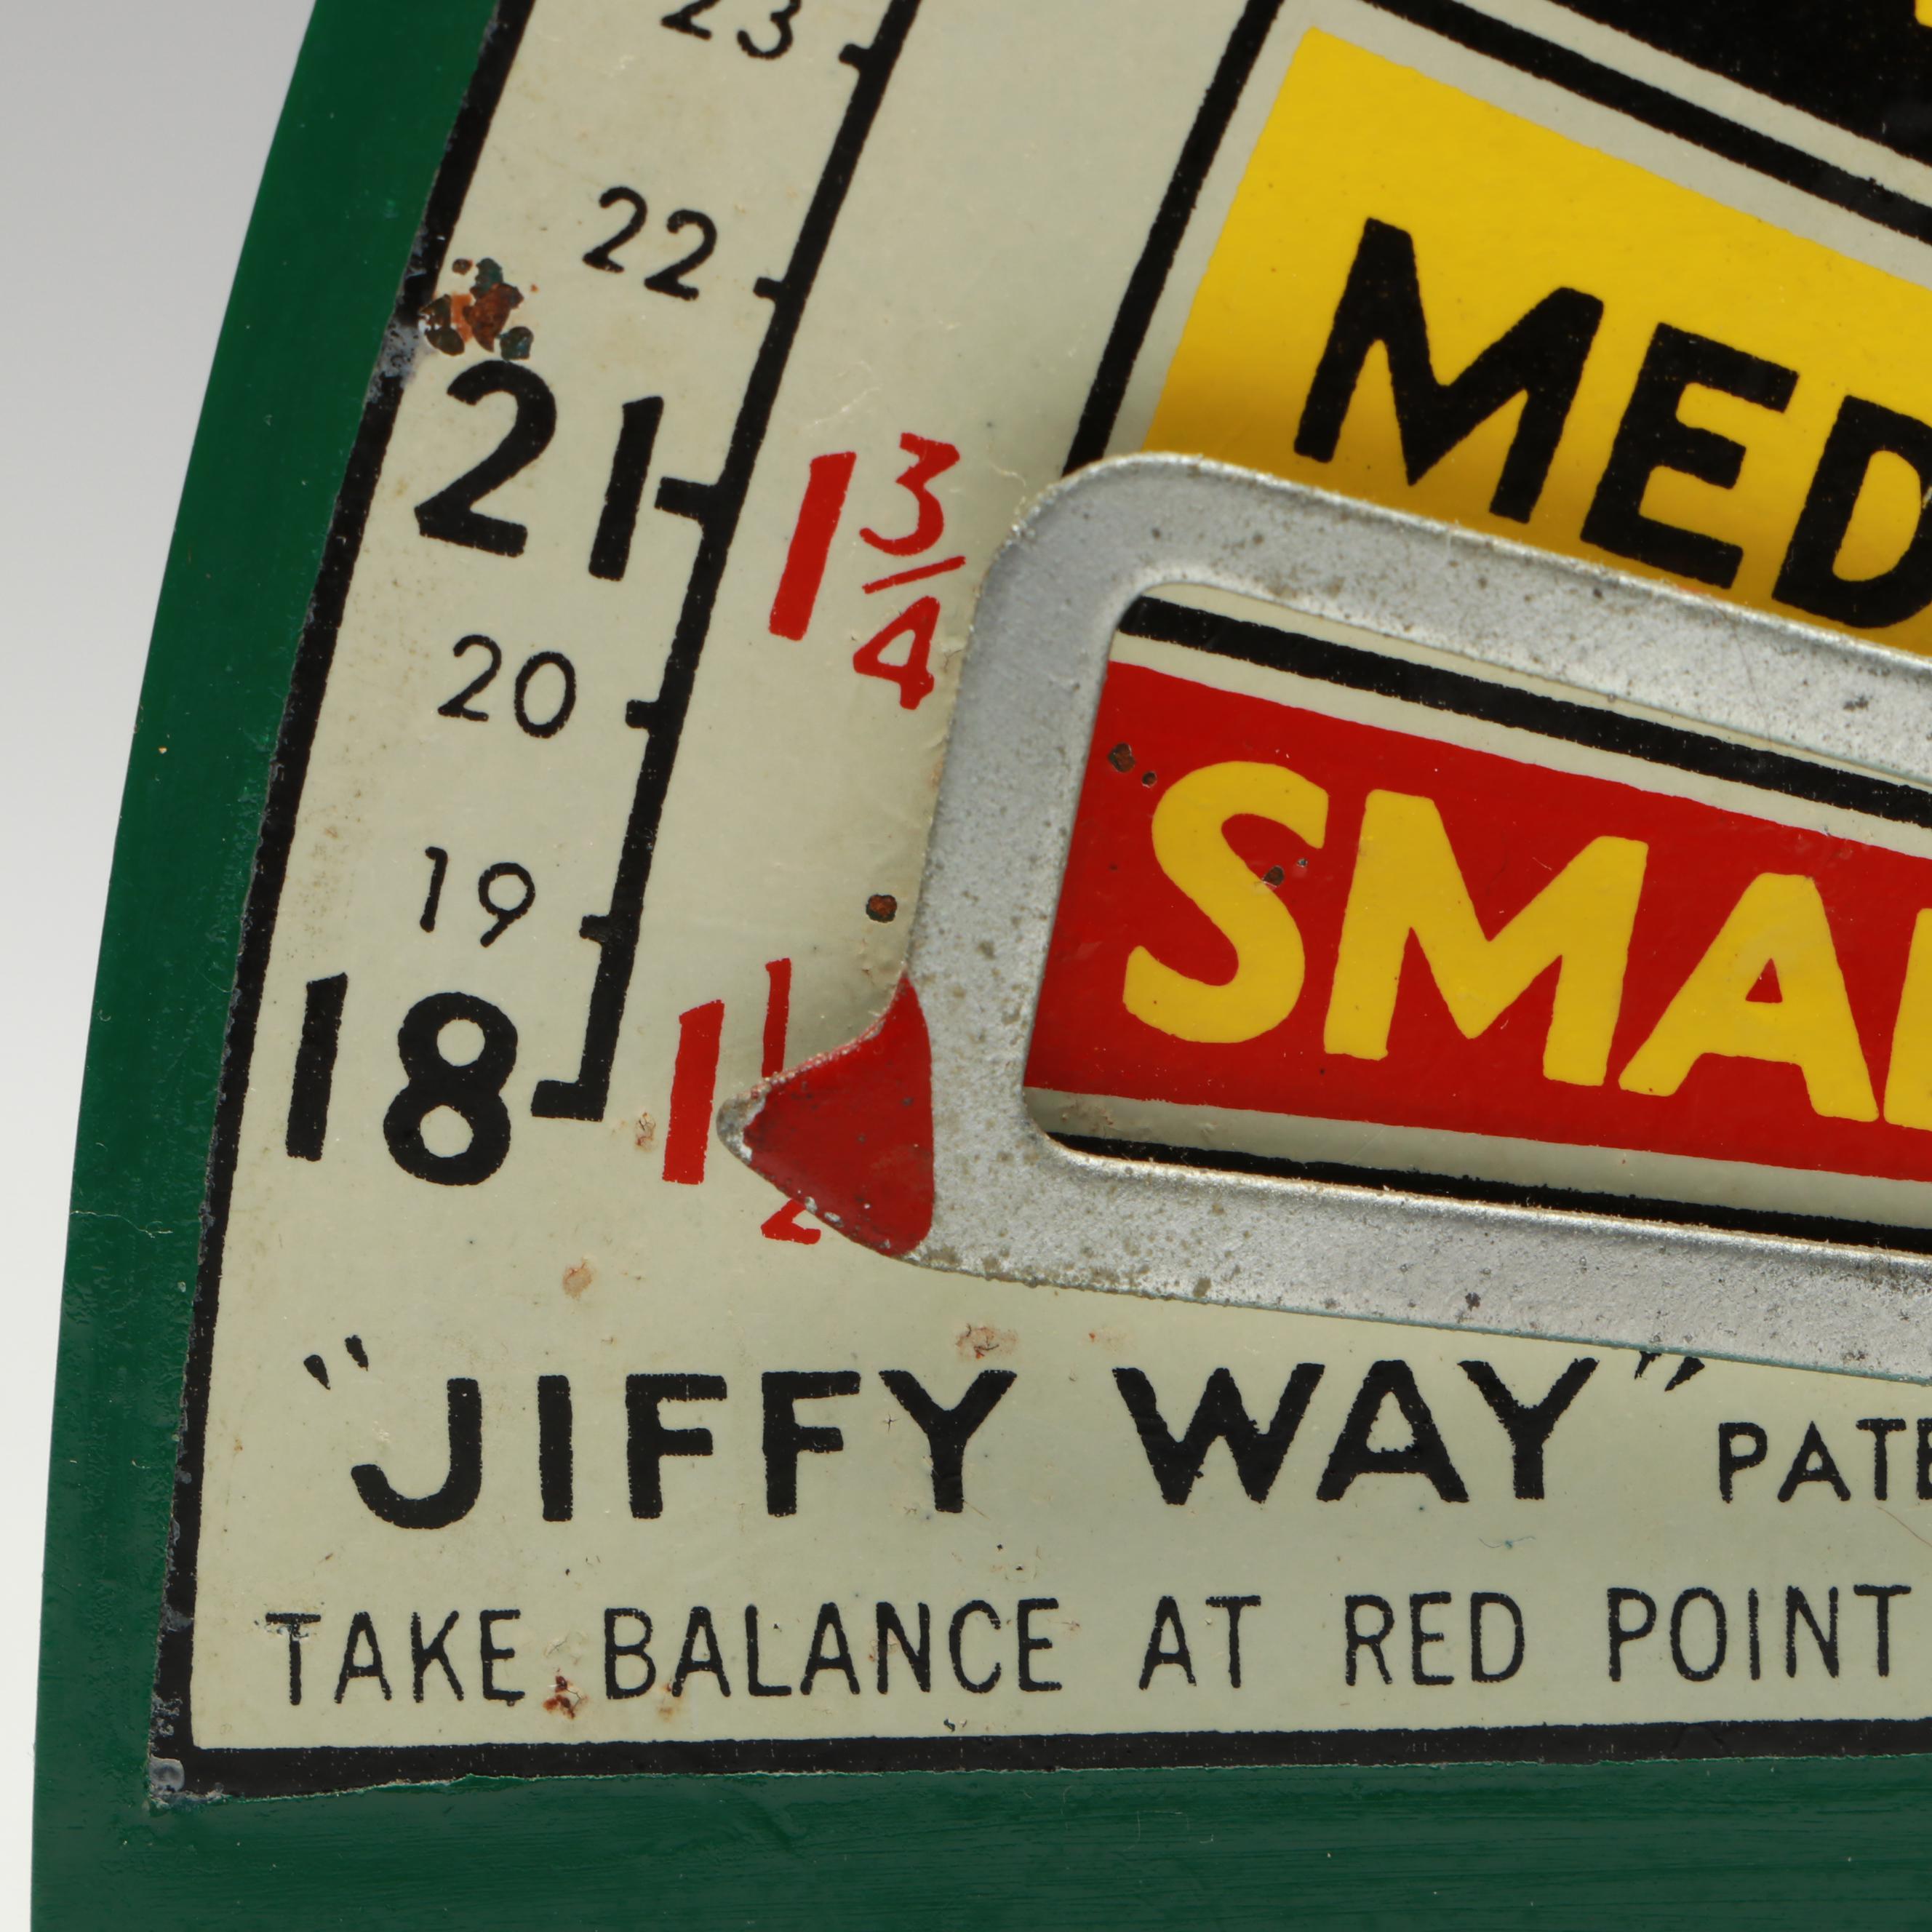 23
22
MED
21 1 3/4
20
SMA
19
18 1 1/2
"JIFFY WAY" PATE
TAKE BALANCE AT RED POINT